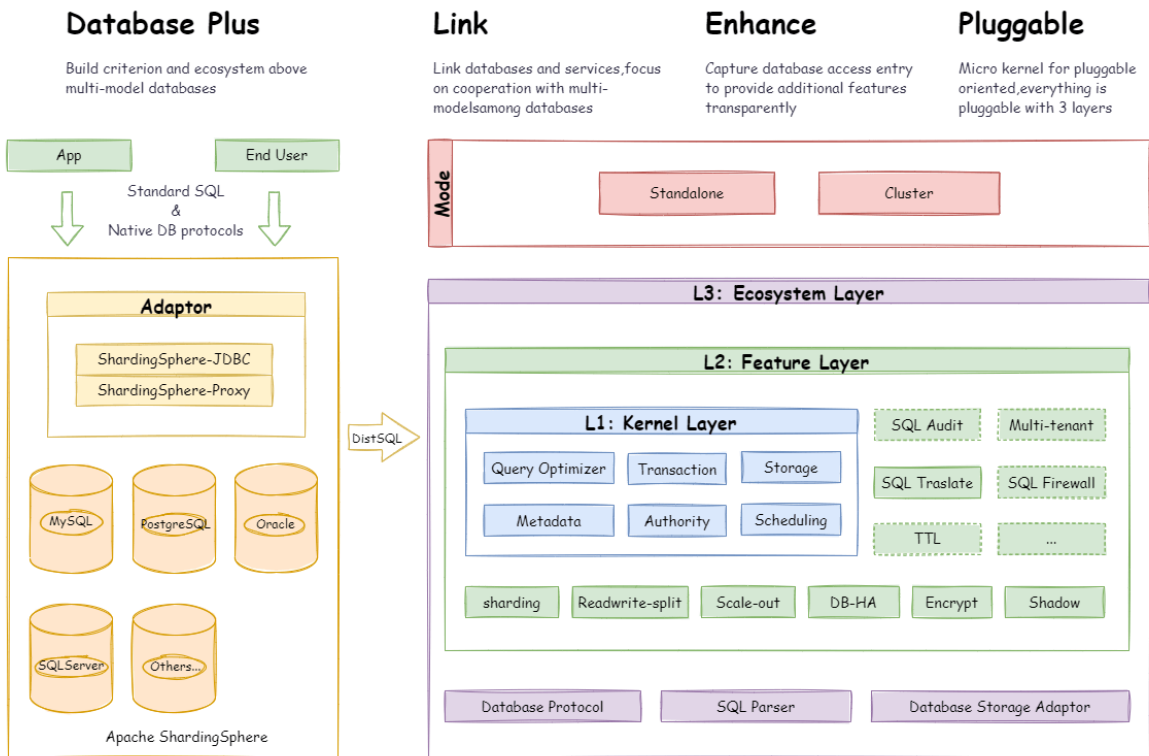 Database Plus
Build criterion and ecosystem above
multi-model databases
Link
Link databases and services,focus
on cooperation with multi-
modelsamong databases
Enhance
Capture database access entry
to provide additional features
transparently
Pluggable
Micro kernel for pluggable
oriented,everything is
pluggable with 3 layers
App
End User
Standard SQL
&
Native DB protocols
Adaptor
ShardingSphere-JDBC
ShardingSphere-Proxy
MySQL
PostgreSQL
Oracle
SQLServer
Others...
Apache ShardingSphere
DistSQL
Mode
Standalone
Cluster
L3: Ecosystem Layer
L2: Feature Layer
L1: Kernel Layer
Query Optimizer
Transaction
Storage
Metadata
Authority
Scheduling
SQL Audit
Multi-tenant
SQL Traslate
SQL Firewall
TTL
...
sharding
Readwrite-split
Scale-out
DB-HA
Encrypt
Shadow
Database Protocol
SQL Parser
Database Storage Adaptor